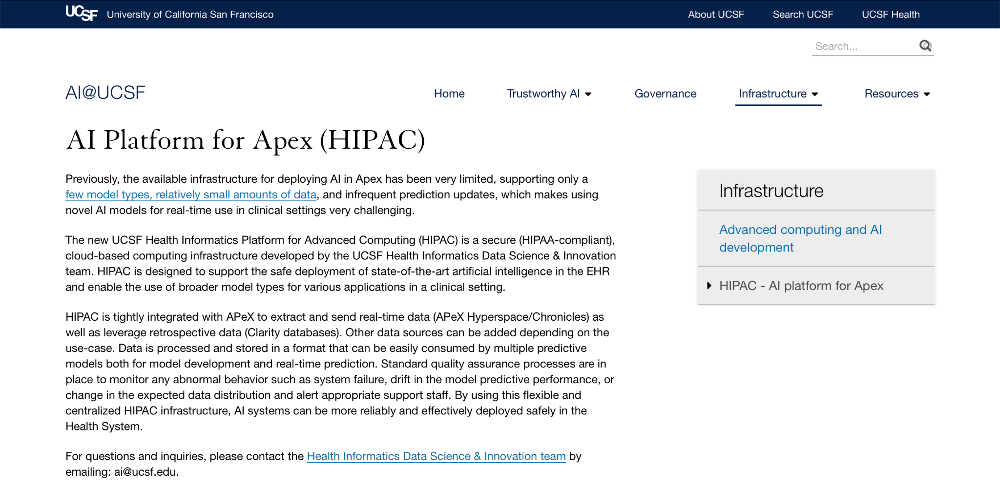 UCSF University of California San Francisco About UCSF Search UCSF UCSF Health
Search...
AI@UCSF Home Trustworthy AI Governance Infrastructure Resources
AI Platform for Apex (HIPAC)
Previously, the available infrastructure for deploying AI in Apex has been very limited, supporting only a
few model types, relatively small amounts of data, and infrequent prediction updates, which makes using
novel AI models for real-time use in clinical settings very challenging.
The new UCSF Health Informatics Platform for Advanced Computing (HIPAC) is a secure (HIPAA-compliant),
cloud-based computing infrastructure developed by the UCSF Health Informatics Data Science & Innovation
team. HIPAC is designed to support the safe deployment of state-of-the-art artificial intelligence in the EHR
and enable the use of broader model types for various applications in a clinical setting.
HIPAC is tightly integrated with APeX to extract and send real-time data (APeX Hyperspace/Chronicles) as
well as leverage retrospective data (Clarity databases). Other data sources can be added depending on the
use-case. Data is processed and stored in a format that can be easily consumed by multiple predictive
models both for model development and real-time prediction. Standard quality assurance processes are in
place to monitor any abnormal behavior such as system failure, drift in the model predictive performance, or
change in the expected data distribution and alert appropriate support staff. By using this flexible and
centralized HIPAC infrastructure, AI systems can be more reliably and effectively deployed safely in the
Health System.
For questions and inquiries, please contact the Health Informatics Data Science & Innovation team by
emailing: ai@ucsf.edu.
Infrastructure
Advanced computing and AI
development
HIPAC - AI platform for Apex